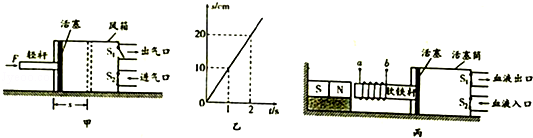 活塞
风箱
轻杆
F
S₁
出气口
S₂
进气口
s
甲
s/cm
20
10
0
1
2
t/s
乙
活塞
活塞筒
S
N
a
b
软铁杆
S₁
血液出口
S₂
血液入口
丙